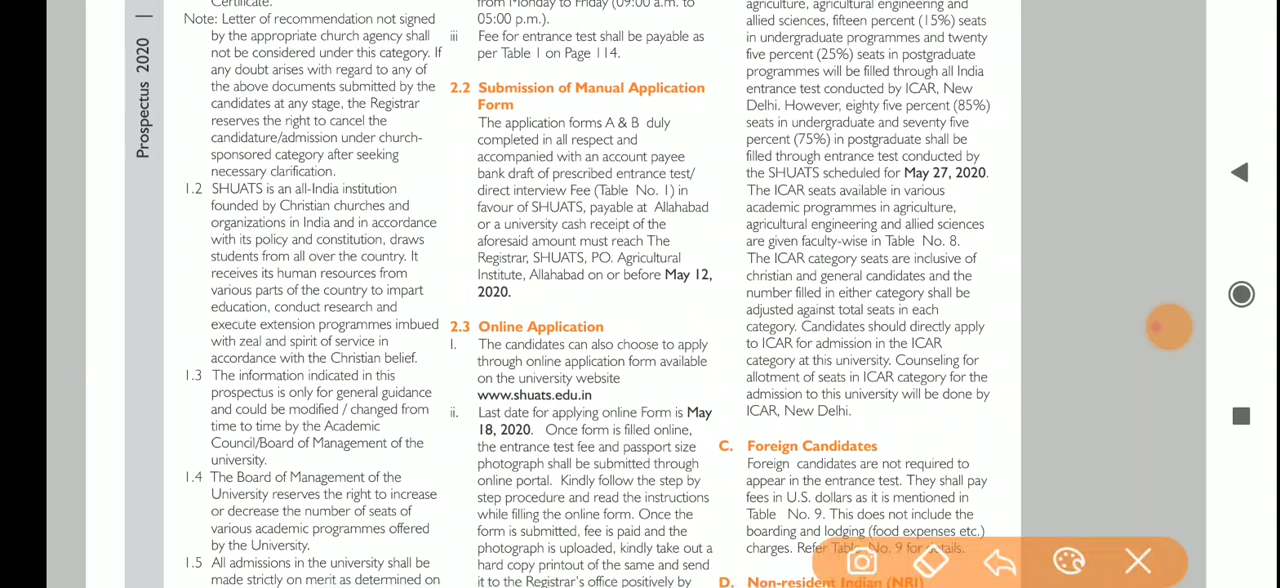 Prospectus 2020 |
Certificate.
Note: Letter of recommendation not signed
by the appropriate church agency shall
not be considered under this category. If
any doubt arises with regard to any of
the above documents submitted by the
candidates at any stage, the Registrar
reserves the right to cancel the
candidature/admission under church-
sponsored category after seeking
necessary clarification.
1.2 SHUATS is an all-India institution
founded by Christian churches and
organizations in India and in accordance
with its policy and constitution, draws
students from all over the country. It
receives its human resources from
various parts of the country to impart
education, conduct research and
execute extension programmes imbued
with zeal and spirit of service in
accordance with the Christian belief.
1.3 The information indicated in this
prospectus is only for general guidance
and could be modified / changed from
time to time by the Academic
Council/Board of Management of the
university.
1.4 The Board of Management of the
University reserves the right to increase
or decrease the number of seats of
various academic programmes offered
by the University.
1.5 All admissions in the university shall be
made strictly on merit as determined on
from Monday to Friday (09:00 a.m. to
05:00 p.m.).
iii Fee for entrance test shall be payable as
per Table 1 on Page 114.
2.2 Submission of Manual Application
Form
The application forms A & B duly
completed in all respect and
accompanied with an account payee
bank draft of prescribed entrance test/
direct interview Fee (Table No. 1) in
favour of SHUATS, payable at Allahabad
or a university cash receipt of the
aforesaid amount must reach The
Registrar, SHUATS, PO. Agricultural
Institute, Allahabad on or before May 12,
2020.
2.3 Online Application
I. The candidates can also choose to apply
through online application form available
on the university website
www.shuats.edu.in
ii. Last date for applying online Form is May
18, 2020. Once form is filled online,
the entrance test fee and passport size
photograph shall be submitted through
online portal. Kindly follow the step by
step procedure and read the instructions
while filling the online form. Once the
form is submitted, fee is paid and the
photograph is uploaded, kindly take out a
hard copy printout of the same and send
it to the Registrar's office positively by
agriculture, agricultural engineering and
allied sciences, fifteen percent (15%) seats
in undergraduate programmes and twenty
five percent (25%) seats in postgraduate
programmes will be filled through all India
entrance test conducted by ICAR, New
Delhi. However, eighty five percent (85%)
seats in undergraduate and seventy five
percent (75%) in postgraduate shall be
filled through entrance test conducted by
the SHUATS scheduled for May 27, 2020.
The ICAR seats available in various
academic programmes in agriculture,
agricultural engineering and allied sciences
are given faculty-wise in Table No. 8.
The ICAR category seats are inclusive of
christian and general candidates and the
number filled in either category shall be
adjusted against total seats in each
category. Candidates should directly apply
to ICAR for admission in the ICAR
category at this university. Counseling for
allotment of seats in ICAR category for the
admission to this university will be done by
ICAR, New Delhi.
C. Foreign Candidates
Foreign candidates are not required to
appear in the entrance test. They shall pay
fees in U.S. dollars as it is mentioned in
Table No. 9. This does not include the
boarding and lodging (food expenses etc.)
charges. Refer Table No. 9 for details.
D. Non-resident Indian (NRI)